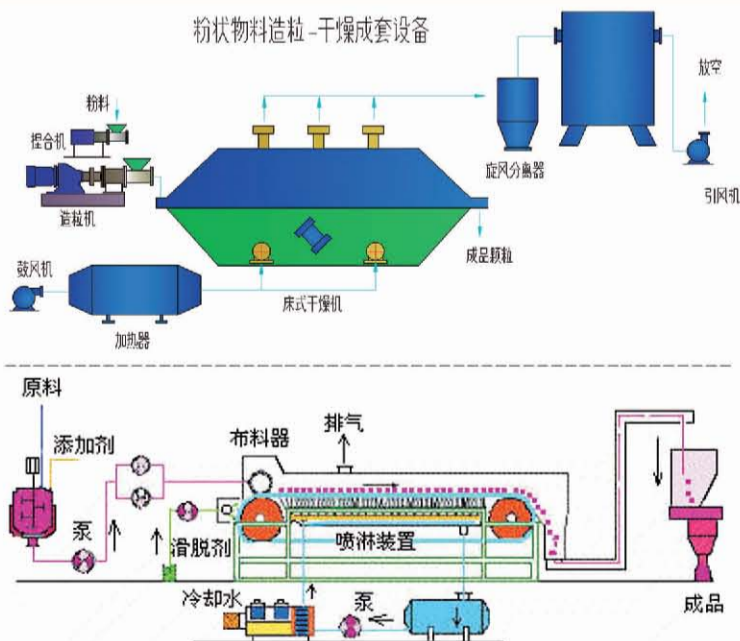 粉状物料造粒-干燥成套设备
放空
粉料
捏合机
旋风分离器
引风机
造粒机
成品颗粒
鼓风机
床式干燥机
加热器
原料
排气
布料器
添加剂
泵
滑脱剂
喷淋装置
冷却水
泵
成品